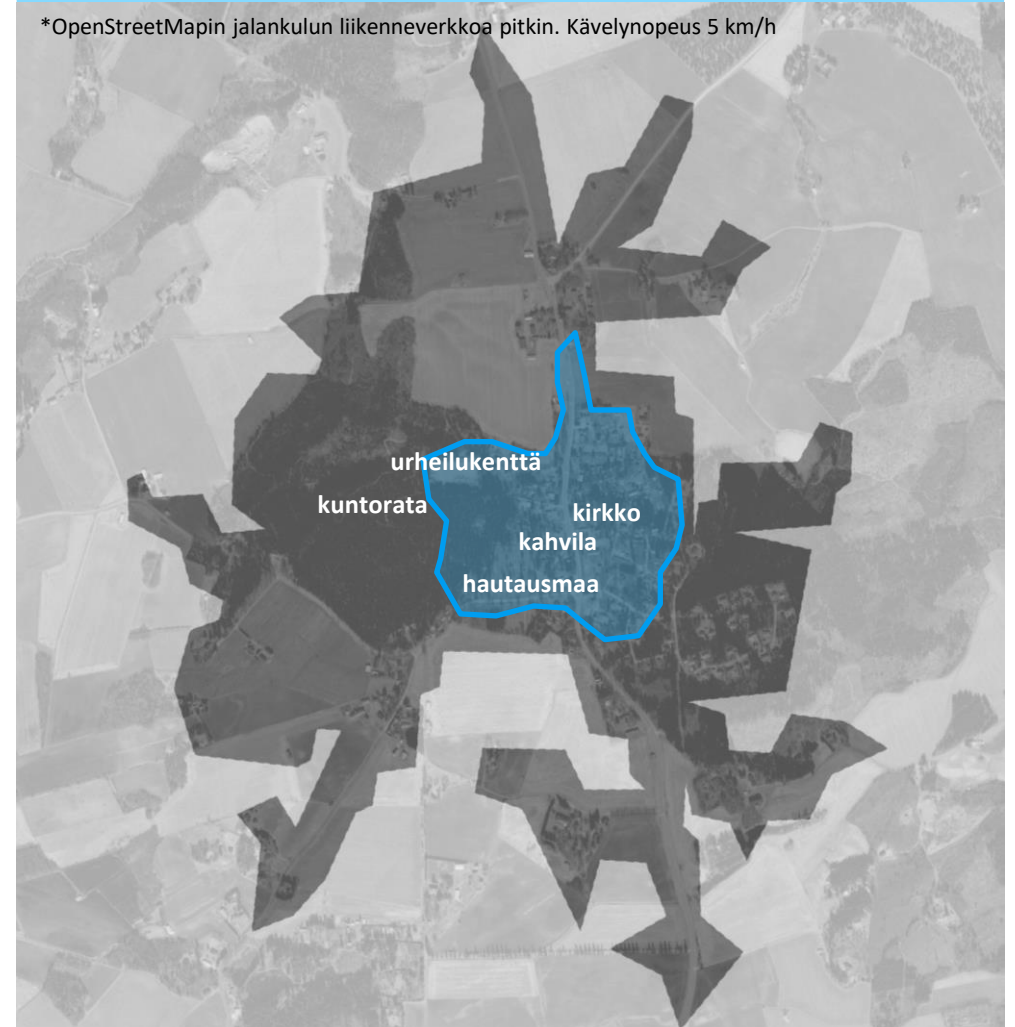 *OpenStreetMapin jalankulun liikenneverkkoa pitkin. Kävelynopeus 5 km/h
urheilukenttä
kuntorata
kirkko
kahvila
hautausmaa